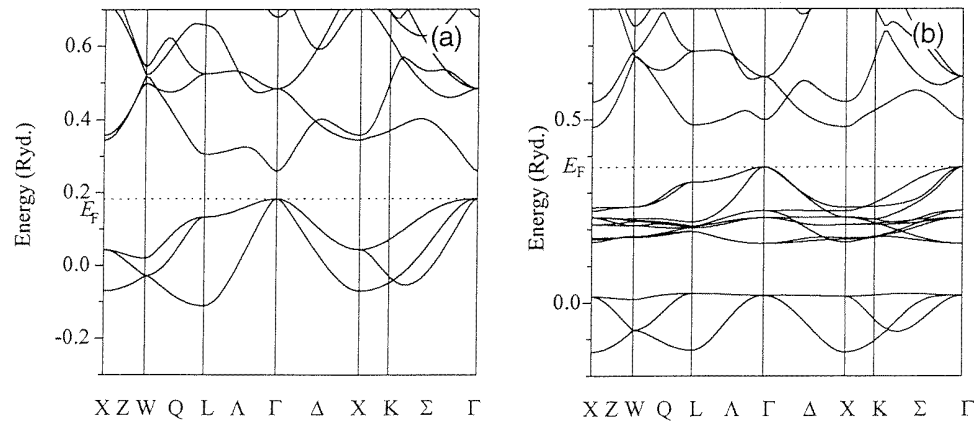 (a)
0.6
0.4
0.2
E_F
0.0
-0.2
Energy (Ryd.)
X Z W Q L Λ Γ Δ X K Σ Γ
(b)
0.5
E_F
0.0
Energy (Ryd.)
X Z W Q L Λ Γ Δ X K Σ Γ